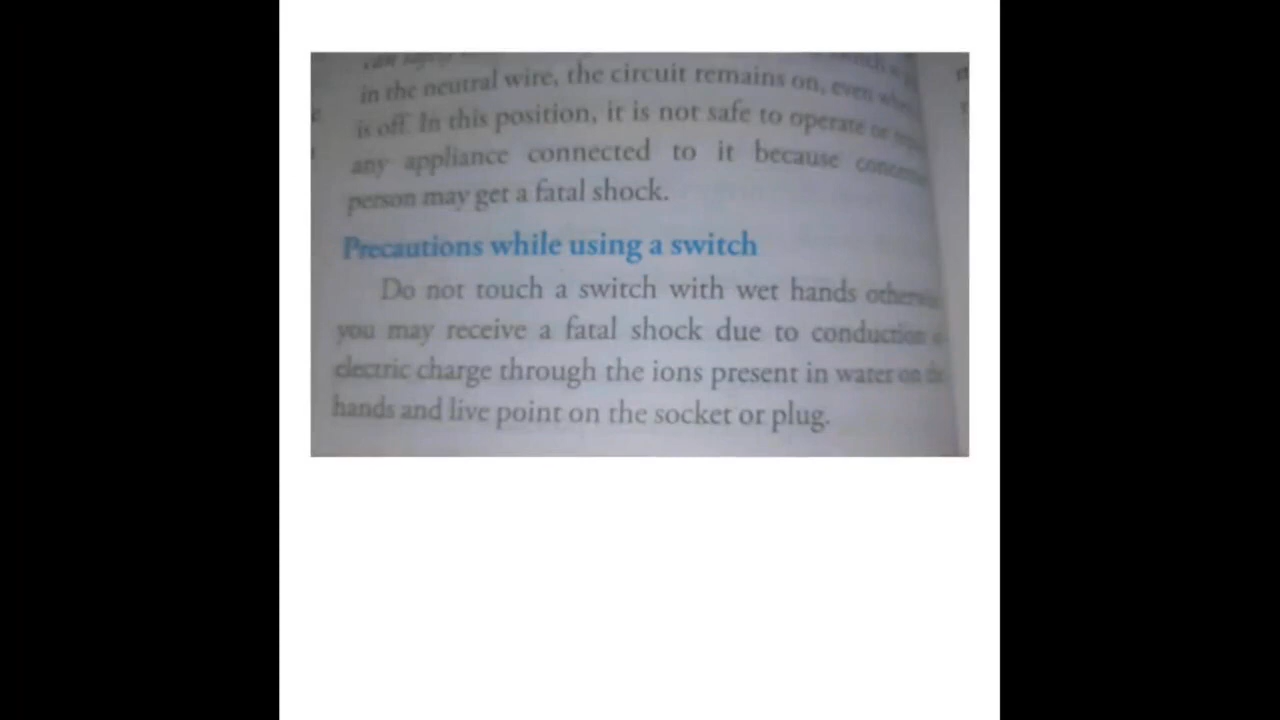 in the neutral wire, the circuit remains on, even
is off. In this position, it is not safe to operate or
any appliance connected to it because
person may get a fatal shock.
Precautions while using a switch
Do not touch a switch with wet hands
you may receive a fatal shock due to conduction
electric charge through the ions present in water on the
hands and live point on the socket or plug.